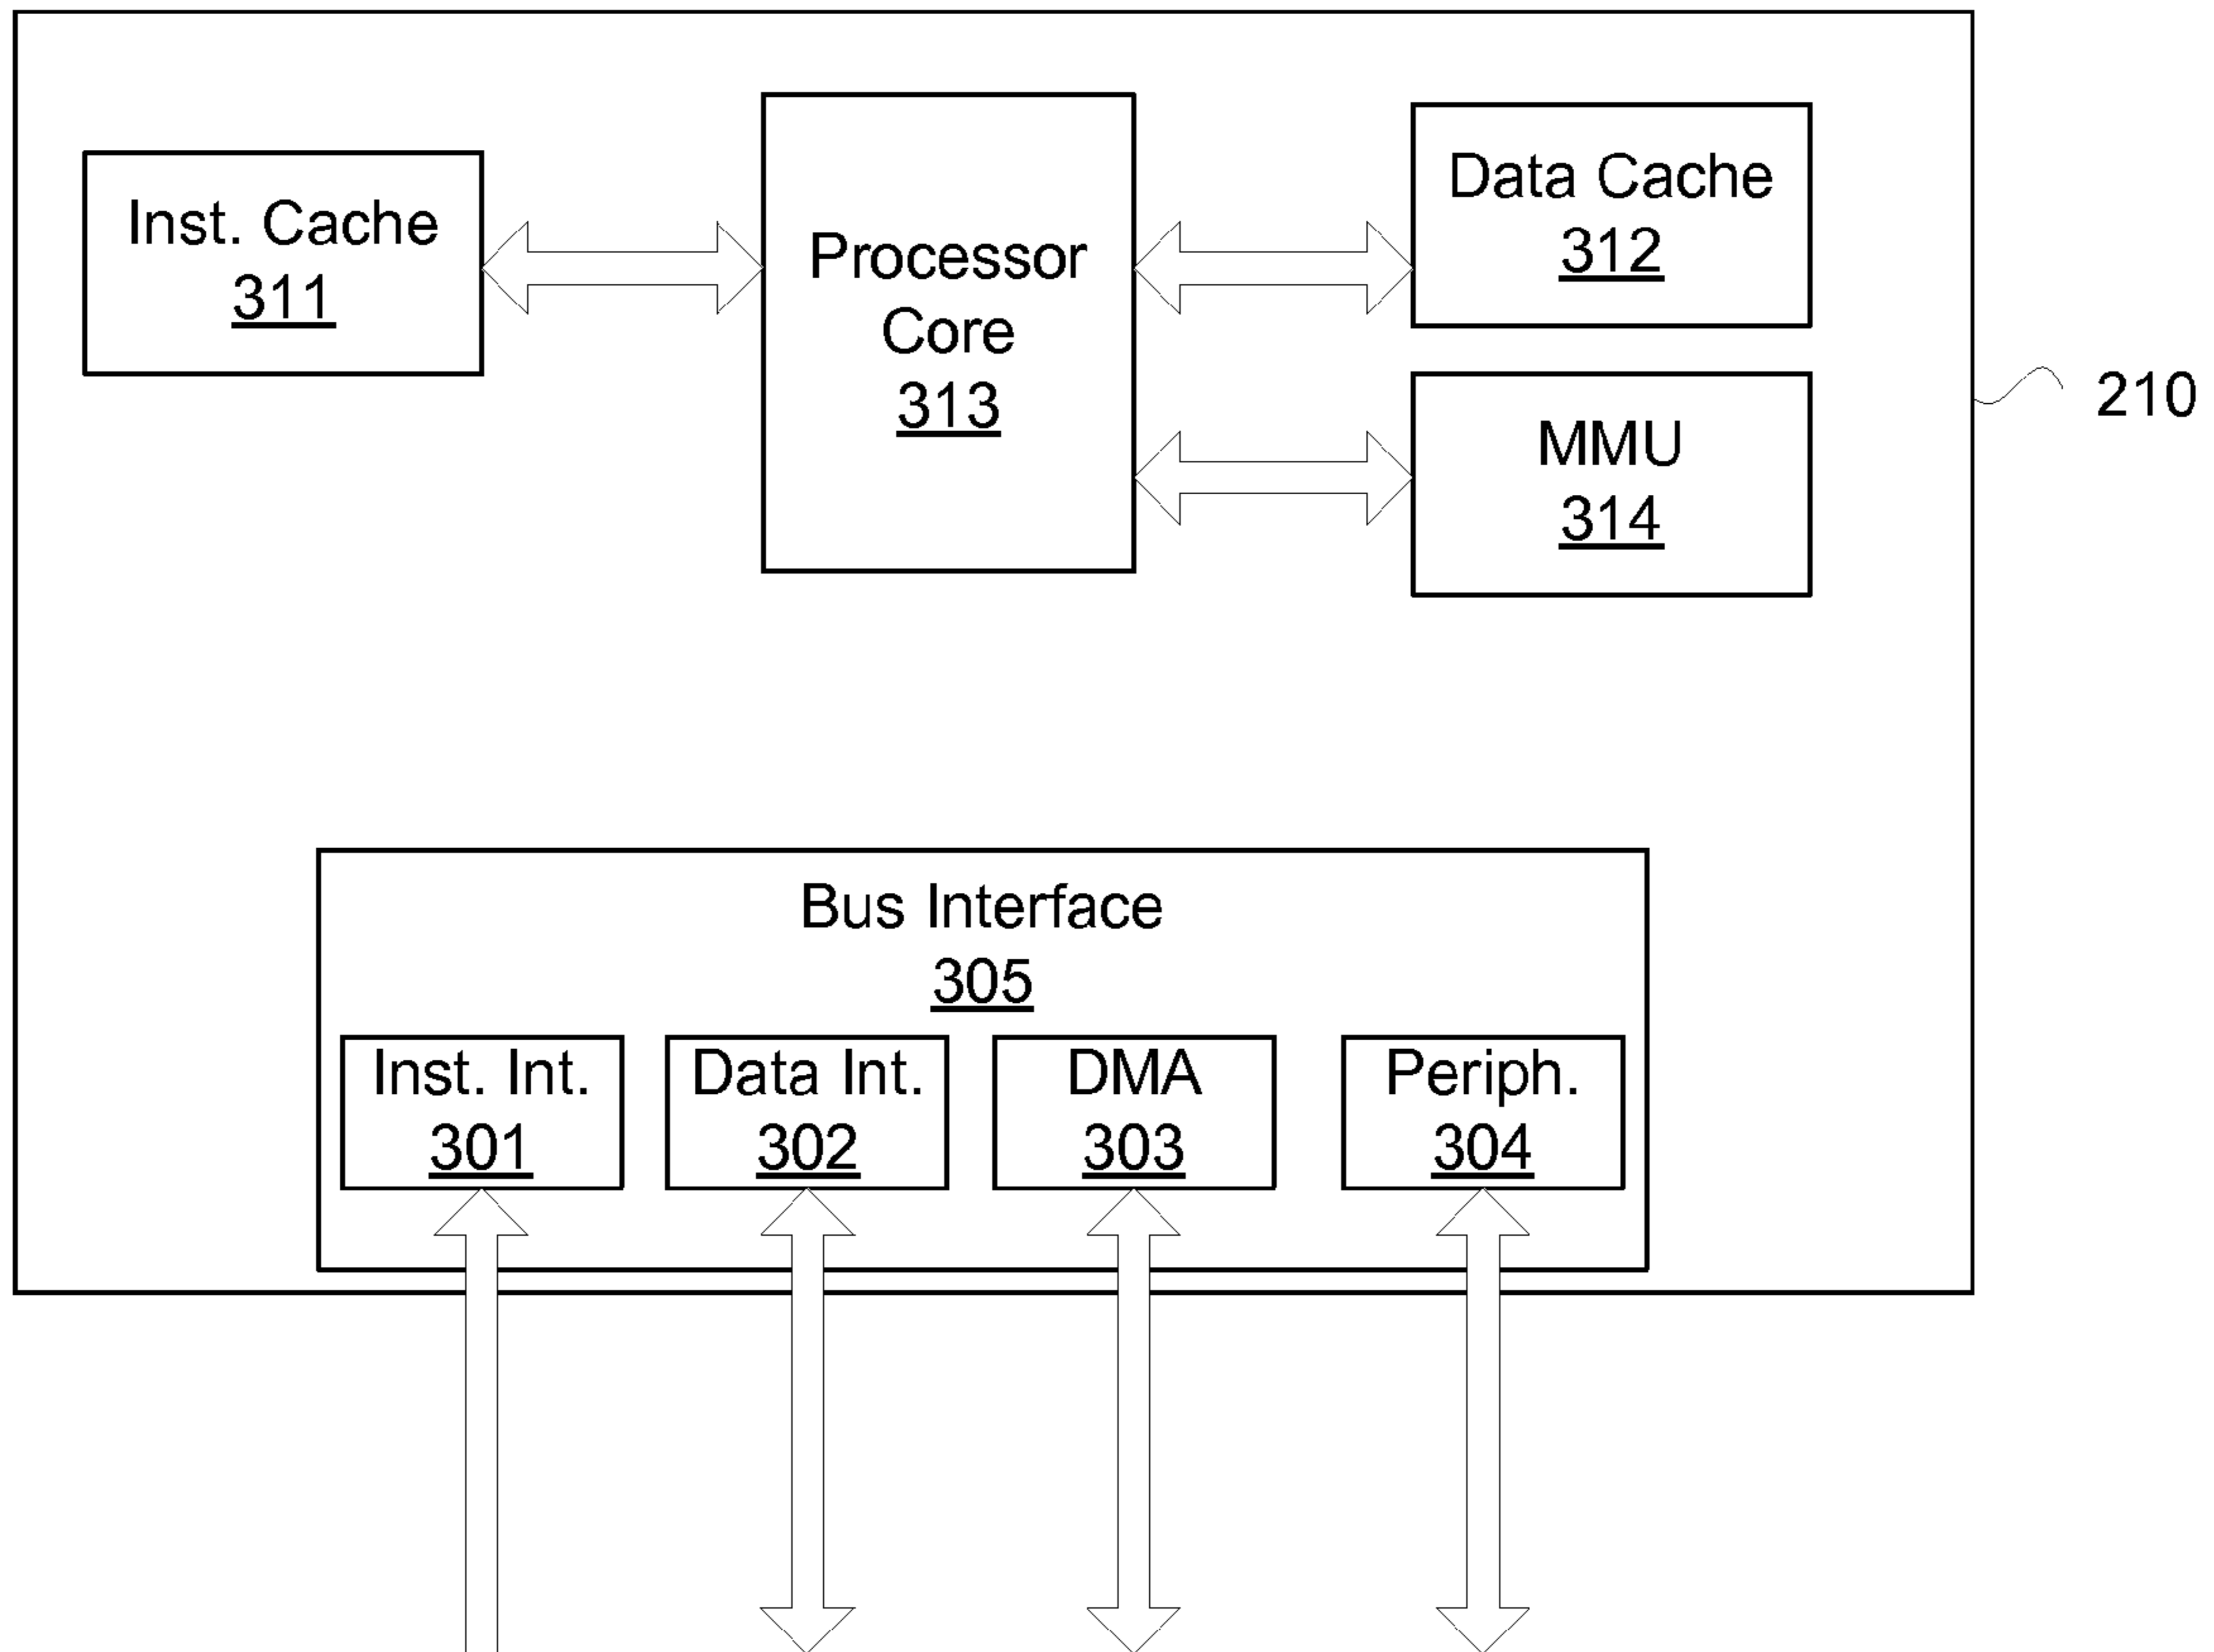 Inst. Cache
311
Processor
Core
313
Data Cache
312
MMU
314
210
Bus Interface
305
Inst. Int.
301
Data Int.
302
DMA
303
Periph.
304